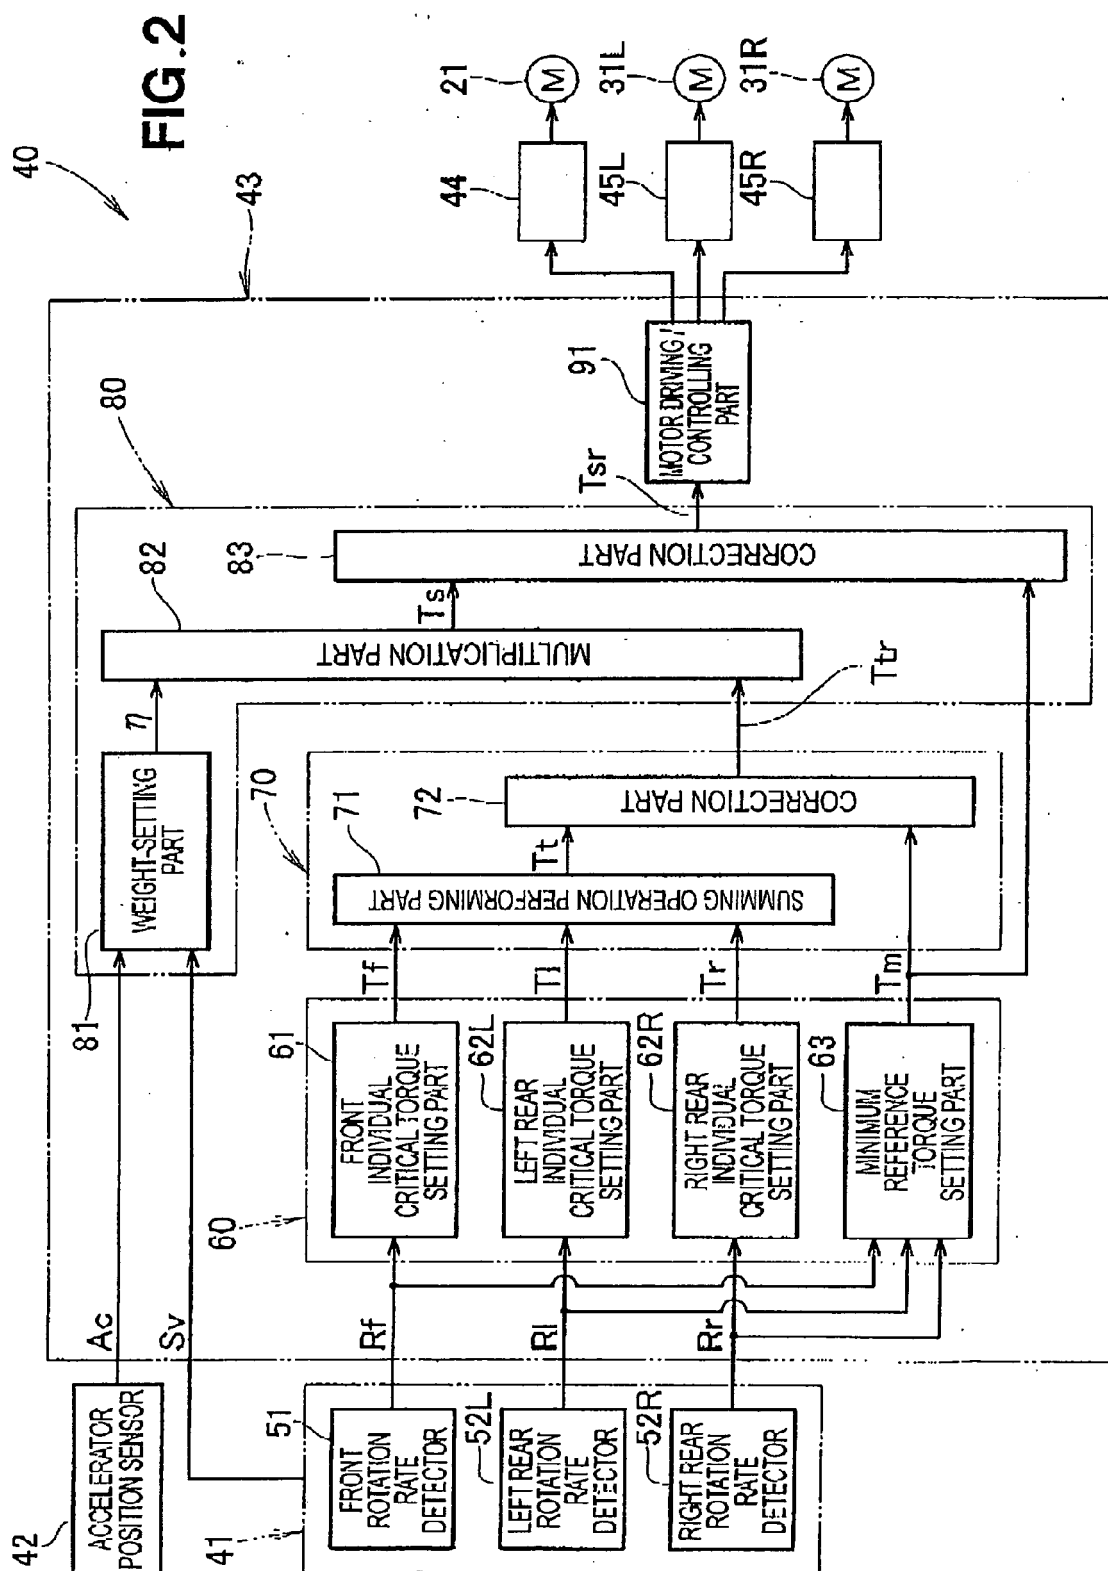 FIG.2
40
43
42
ACCELERATOR
POSITION SENSOR
Ac
Sv
41
51
FRONT
ROTATION
RATE
DETECTOR
Rf
52L
LEFT REAR
ROTATION
RATE
DETECTOR
Rl
52R
RIGHT REAR
ROTATION
RATE
DETECTOR
Rr
60
61
FRONT
INDIVIDUAL
CRITICAL TORQUE
SETTING PART
Tf
62L
LEFT REAR
INDIVIDUAL
CRITICAL TORQUE
SETTING PART
Tl
62R
RIGHT REAR
INDIVIDUAL
CRITICAL TORQUE
SETTING PART
Tr
63
MINIMUM
REFERENCE
TORQUE
SETTING PART
Tm
70
71
SUMMING OPERATION PERFORMING PART
Tt
72
CORRECTION PART
Ttr
80
81
WEIGHT-SETTING
PART
η
82
MULTIPLICATION PART
Ts
83
CORRECTION PART
Tsr
91
MOTOR DRIVING /
CONTROLLING
PART
44
21
M
45L
31L
M
45R
31R
M